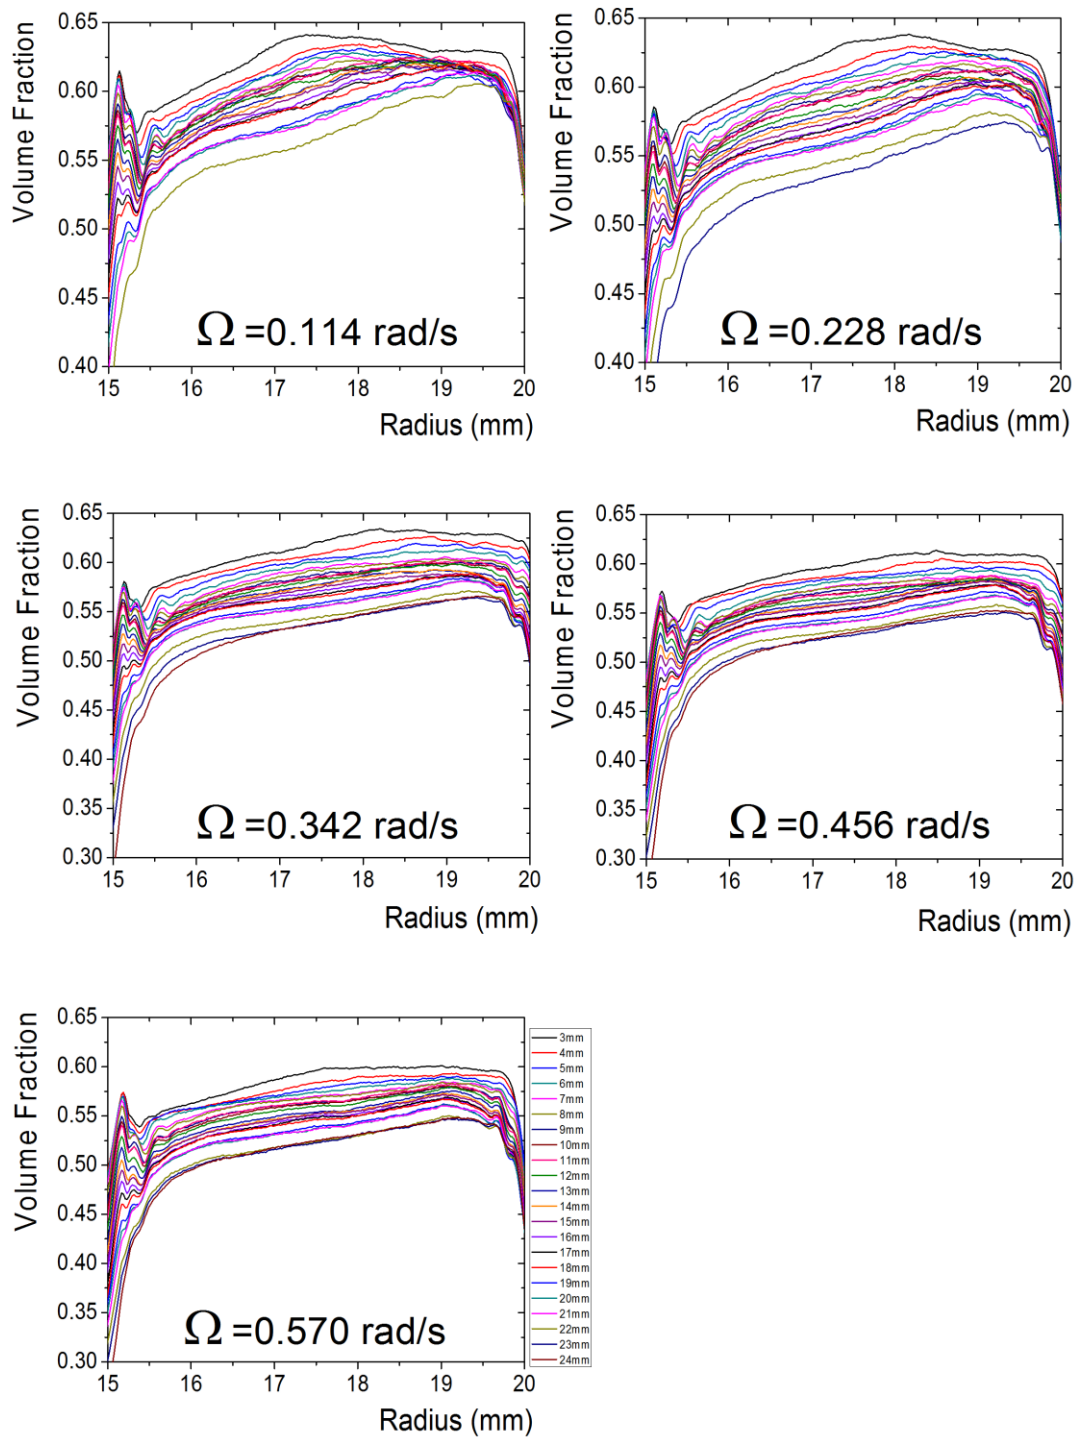 Volume Fraction
0.65
0.60
0.55
0.50
0.45
0.40
Ω =0.114 rad/s
15 16 17 18 19 20
Radius (mm)
Volume Fraction
0.65
0.60
0.55
0.50
0.45
0.40
Ω =0.228 rad/s
15 16 17 18 19 20
Radius (mm)
Volume Fraction
0.65
0.60
0.55
0.50
0.45
0.40
0.35
0.30
Ω =0.342 rad/s
15 16 17 18 19 20
Radius (mm)
Volume Fraction
0.65
0.60
0.55
0.50
0.45
0.40
0.35
0.30
Ω =0.456 rad/s
15 16 17 18 19 20
Radius (mm)
Volume Fraction
0.65
0.60
0.55
0.50
0.45
0.40
0.35
0.30
Ω =0.570 rad/s
15 16 17 18 19 20
Radius (mm)
3mm
4mm
5mm
6mm
7mm
8mm
9mm
10mm
11mm
12mm
13mm
14mm
15mm
16mm
17mm
18mm
19mm
20mm
21mm
22mm
23mm
24mm